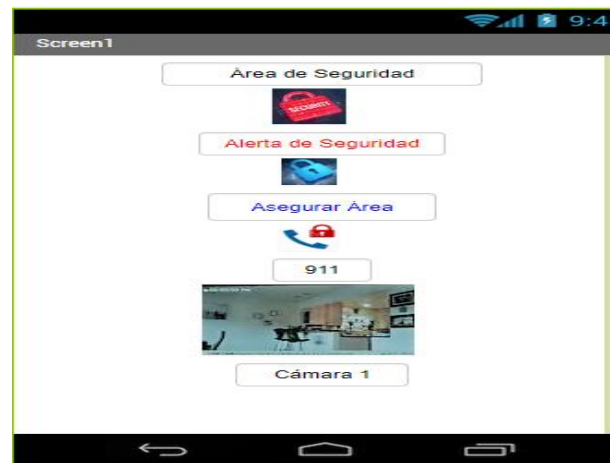 9:4
Screen1
Área de Seguridad
SECURITY
Alerta de Seguridad
Asegurar Área
911
Cámara 1